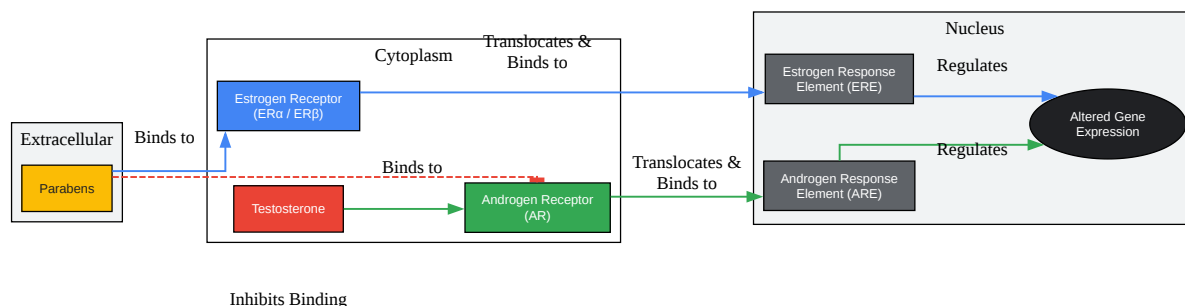 Extracellular
Parabens
Binds to
Cytoplasm
Estrogen Receptor
(ERα / ERβ)
Translocates &
Binds to
Binds to
Testosterone
Androgen Receptor
(AR)
Translocates &
Binds to
Nucleus
Estrogen Response
Element (ERE)
Regulates
Altered Gene
Expression
Regulates
Androgen Response
Element (ARE)
Inhibits Binding